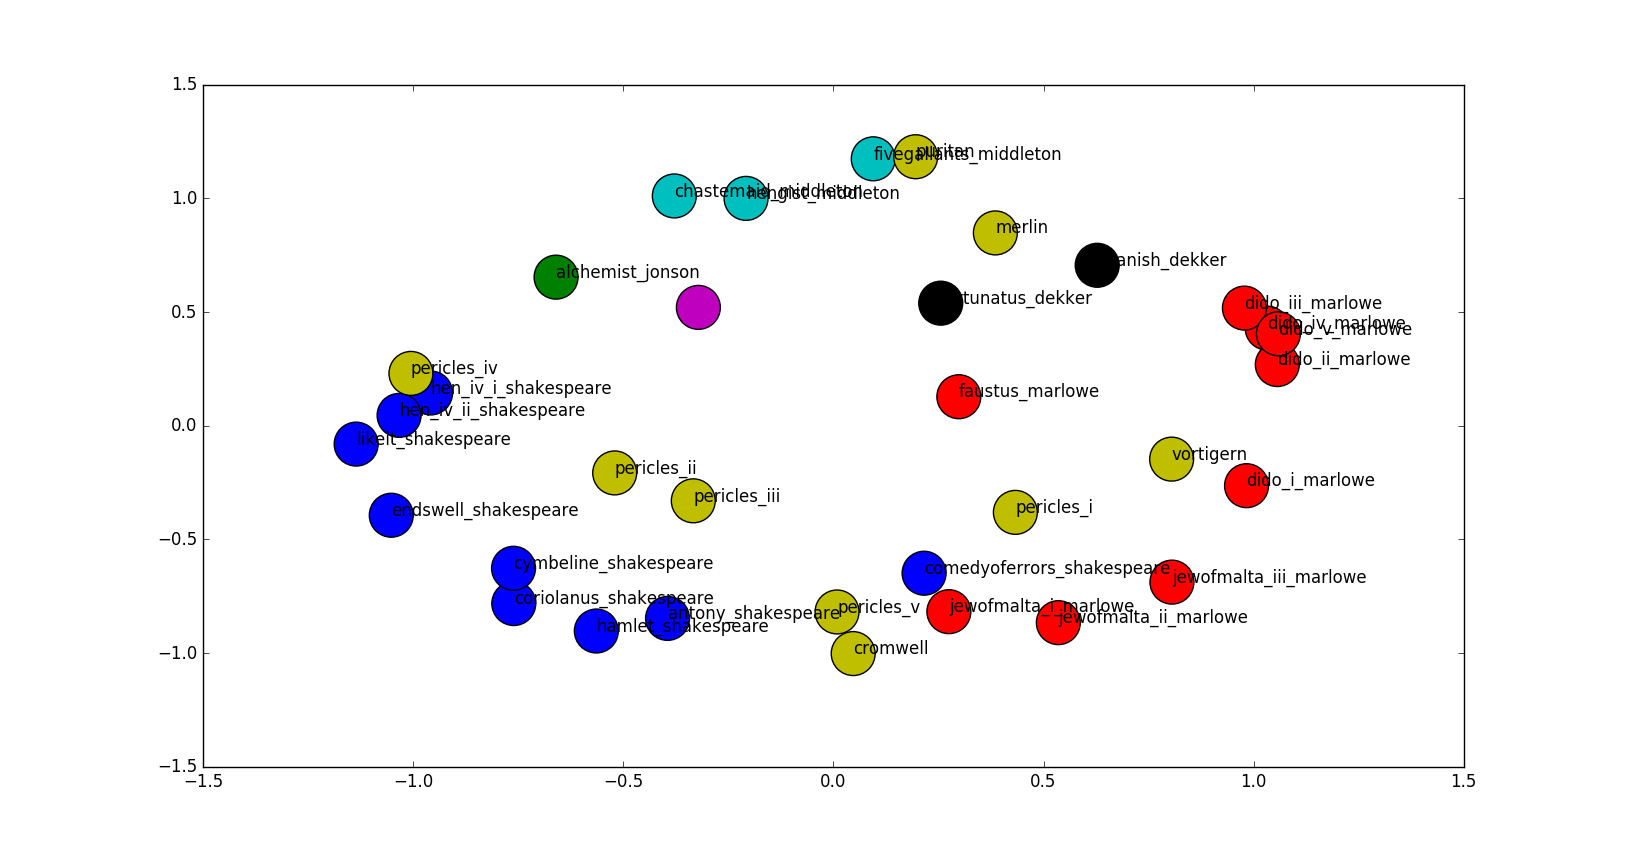 1.5
fivegallants_middleton
puritan
chastemaid_middleton
hengist_middleton
1.0
merlin
anish_dekker
alchemist_jonson
tunatus_dekker
0.5
dido_iii_marlowe
dido_iv_marlowe
dido_v_marlowe
dido_ii_marlowe
pericles_iv
hen_iv_i_shakespeare
faustus_marlowe
hen_iv_ii_shakespeare
0.0
likeit_shakespeare
vortigern
pericles_ii
dido_i_marlowe
pericles_iii
pericles_i
endswell_shakespeare
−0.5
cymbeline_shakespeare
comedyoferrors_shakespeare
jewofmalta_iii_marlowe
coriolanus_shakespeare
pericles_v
jewofmalta_i_marlowe
antony_shakespeare
jewofmalta_ii_marlowe
hamlet_shakespeare
cromwell
−1.0
−1.5
−1.5 −1.0 −0.5 0.0 0.5 1.0 1.5